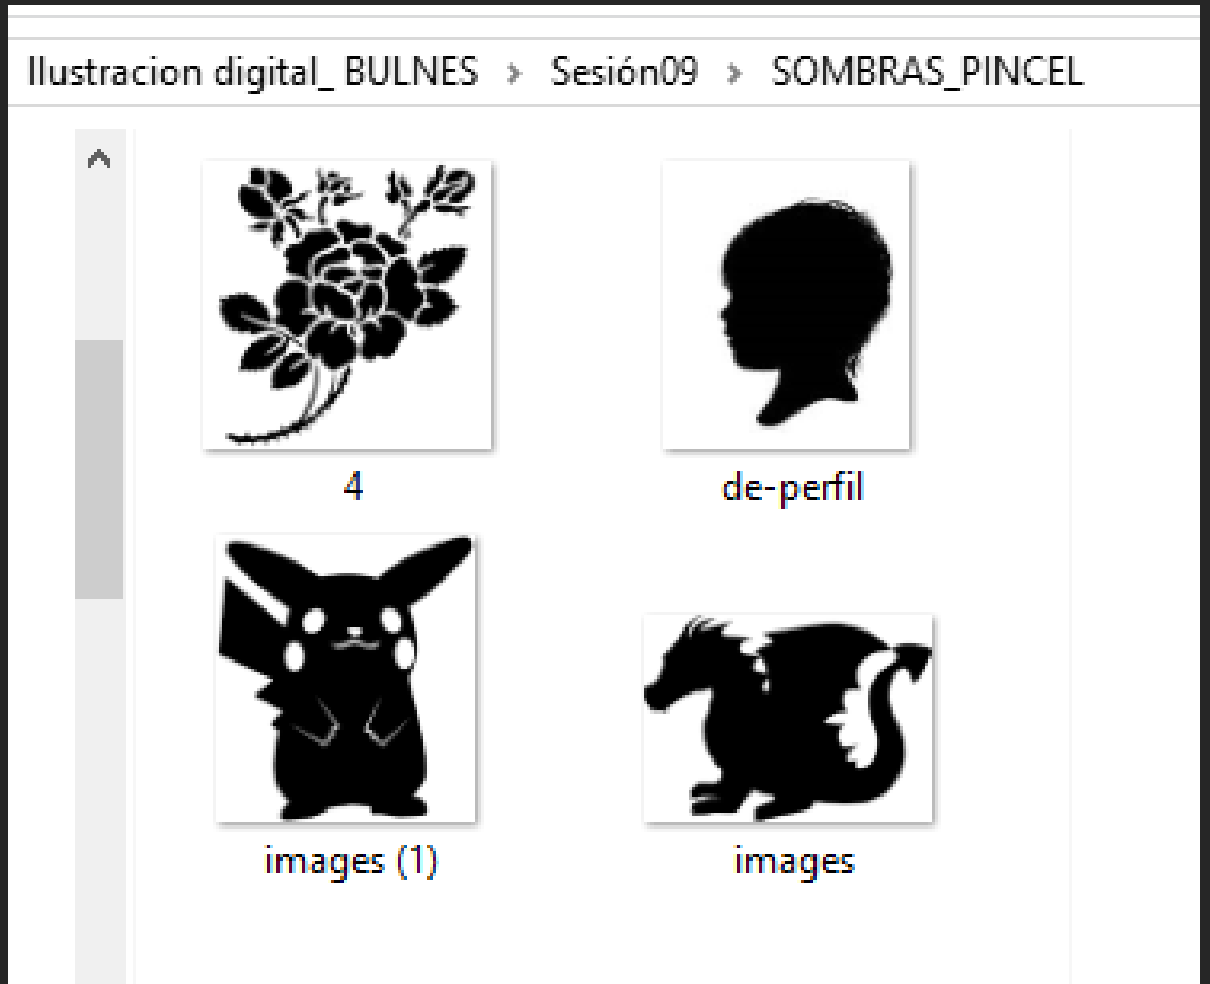 Ilustracion digital_ BULNES > Sesión09 > SOMBRAS_PINCEL
4
de-perfil
images (1)
images